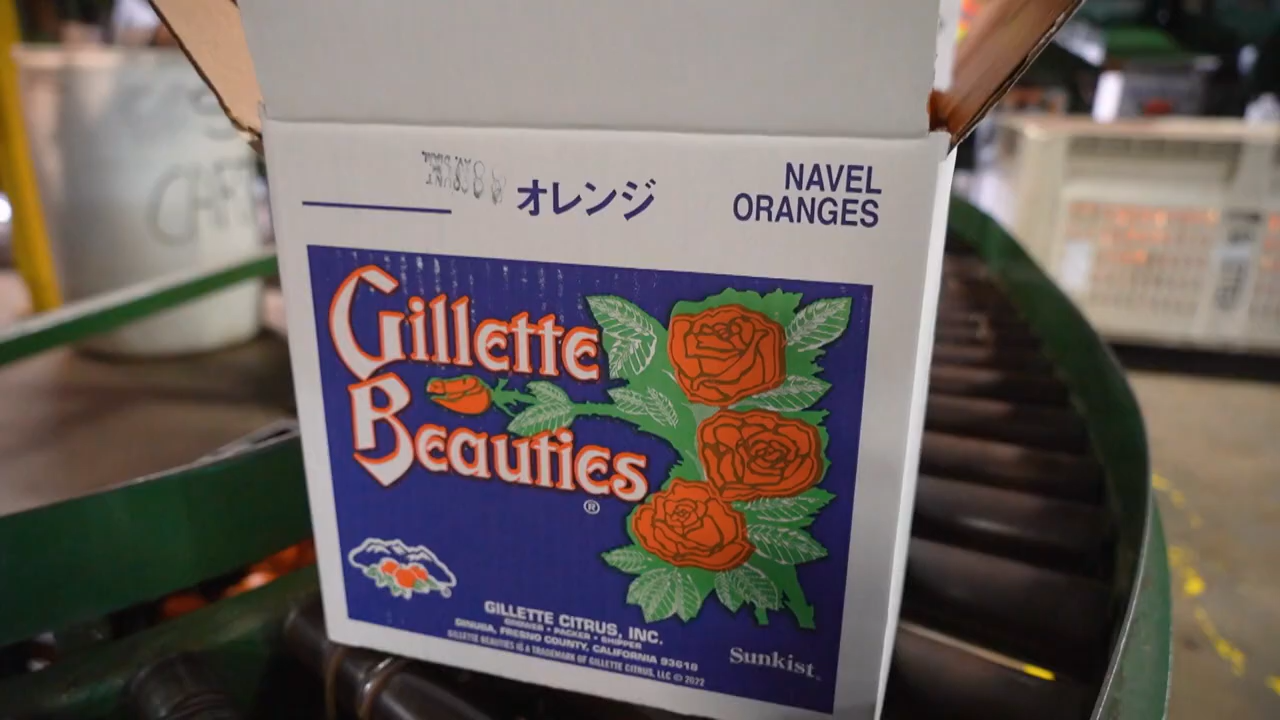 オレンジ
NAVEL
ORANGES
Gillette
Beauties
®
GILLETTE CITRUS, INC.
GROWER • PACKER • SHIPPER
DINUBA, FRESNO COUNTY, CALIFORNIA 93618
GILLETTE BEAUTIES IS A TRADEMARK OF GILLETTE CITRUS, LLC © 2022
Sunkist